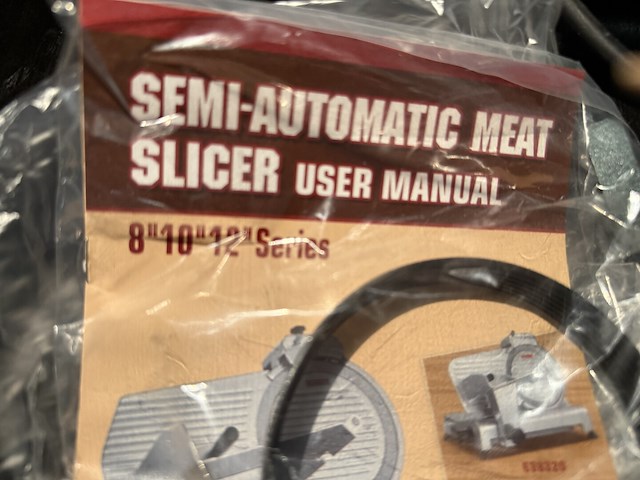 SEMI-AUTOMATIC MEAT
SLICER USER MANUAL
8"10"12"Series